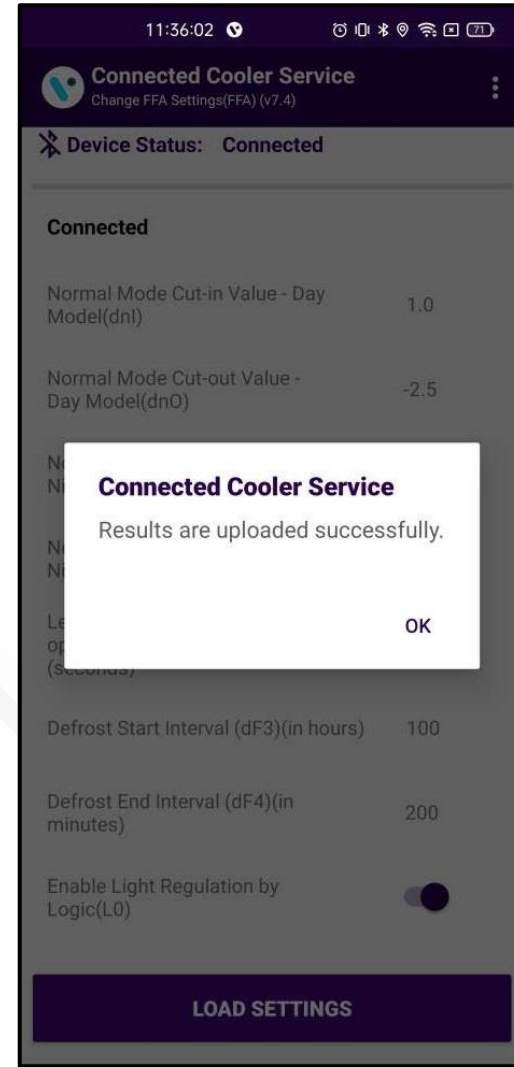 11:36:02
71
Connected Cooler Service
Change FFA Settings(FFA) (v7.4)
Device Status: Connected
Connected
Normal Mode Cut-in Value - Day
Model(dnI)
1.0
Normal Mode Cut-out Value -
Day Model(dnO)
-2.5
Connected Cooler Service
Results are uploaded successfully.
OK
(seconds)
Defrost Start Interval (dF3)(in hours)
100
Defrost End Interval (dF4)(in
minutes)
200
Enable Light Regulation by
Logic(L0)
LOAD SETTINGS